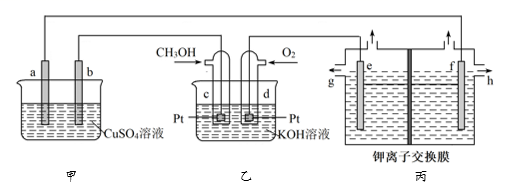 CH3OH O2
a b c d e f
g h
Pt Pt
CuSO4溶液 KOH溶液
钾离子交换膜
甲 乙 丙